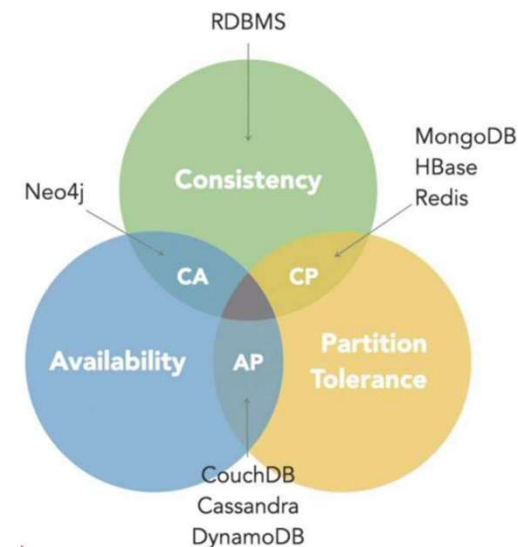 RDBMS
MongoDB
HBase
Redis
Consistency
Neo4j
CA
CP
Availability
AP
Partition
Tolerance
CouchDB
Cassandra
DynamoDB